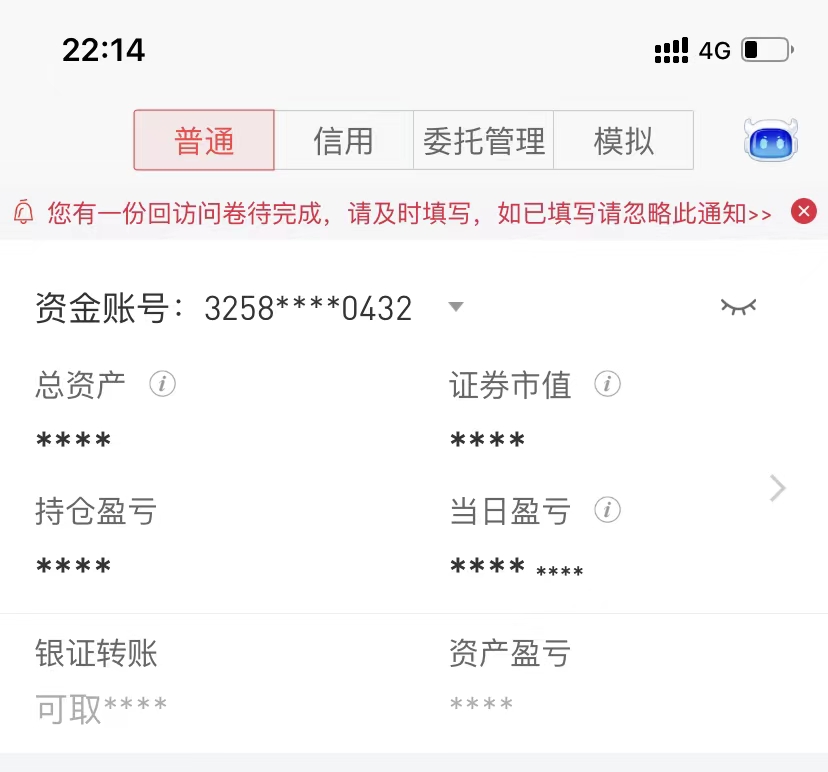 22:14 4G
普通 信用 委托管理 模拟
您有一份回访问卷待完成，请及时填写，如已填写请忽略此通知>>
资金账号：3258****0432
总资产 证券市值
**** ****
持仓盈亏 当日盈亏
**** **** ****
银证转账 资产盈亏
可取**** ****